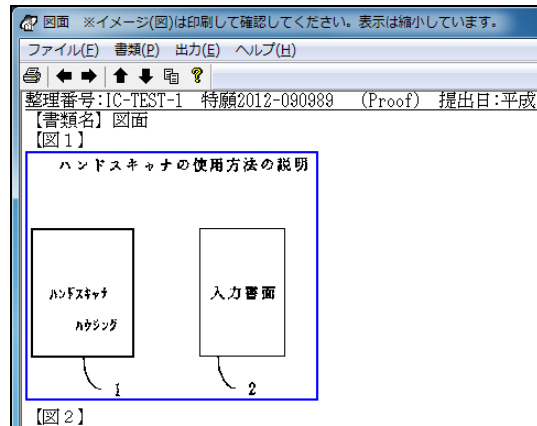 図面 ※イメージ(図)は印刷して確認してください。表示は縮小しています。
ファイル(F) 書類(P) 出力(E) ヘルプ(H)
整理番号:IC-TEST-1 特願2012-090989 (Proof) 提出日:平成
【書類名】図面
【図1】
ハンドスキャナの使用方法の説明
ハンドスキャナ
ハウジング
入力書面
1
2
【図2】